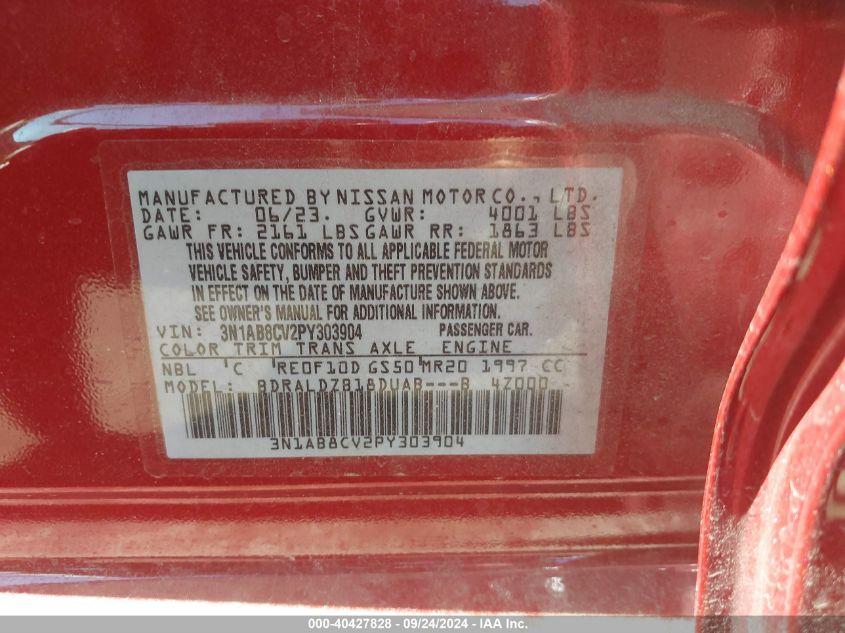 MANUFACTURED BY NISSAN MOTOR CO., LTD.
DATE: 06/23. GVWR: 4001 LBS
GAWR FR: 2161 LBS GAWR RR: 1863 LBS
THIS VEHICLE CONFORMS TO ALL APPLICABLE FEDERAL MOTOR
VEHICLE SAFETY, BUMPER AND THEFT PREVENTION STANDARDS
IN EFFECT ON THE DATE OF MANUFACTURE SHOWN ABOVE.
SEE OWNER'S MANUAL FOR ADDITIONAL INFORMATION.
VIN: 3N1AB8CV2PY303904 PASSENGER CAR.
COLOR TRIM TRANS AXLE ENGINE
NBL C RE0F10D GS50 MR20 1997 CC
MODEL: BDRALDZB18DUAB---B 4Z000-
3N1AB8CV2PY303904
000-40427828 - 09/24/2024 - IAA Inc.